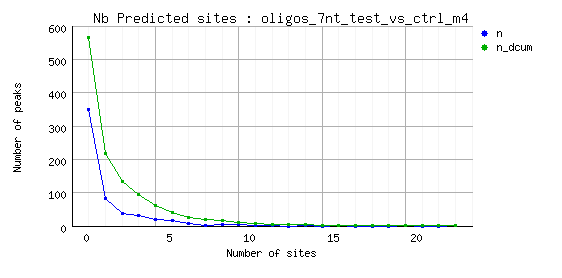 Nb Predicted sites : oligos_7nt_test_vs_ctrl_m4
600
500
400
300
200
100
0
0 5 10 15 20
Number of peaks
Number of sites
n
n_dcum